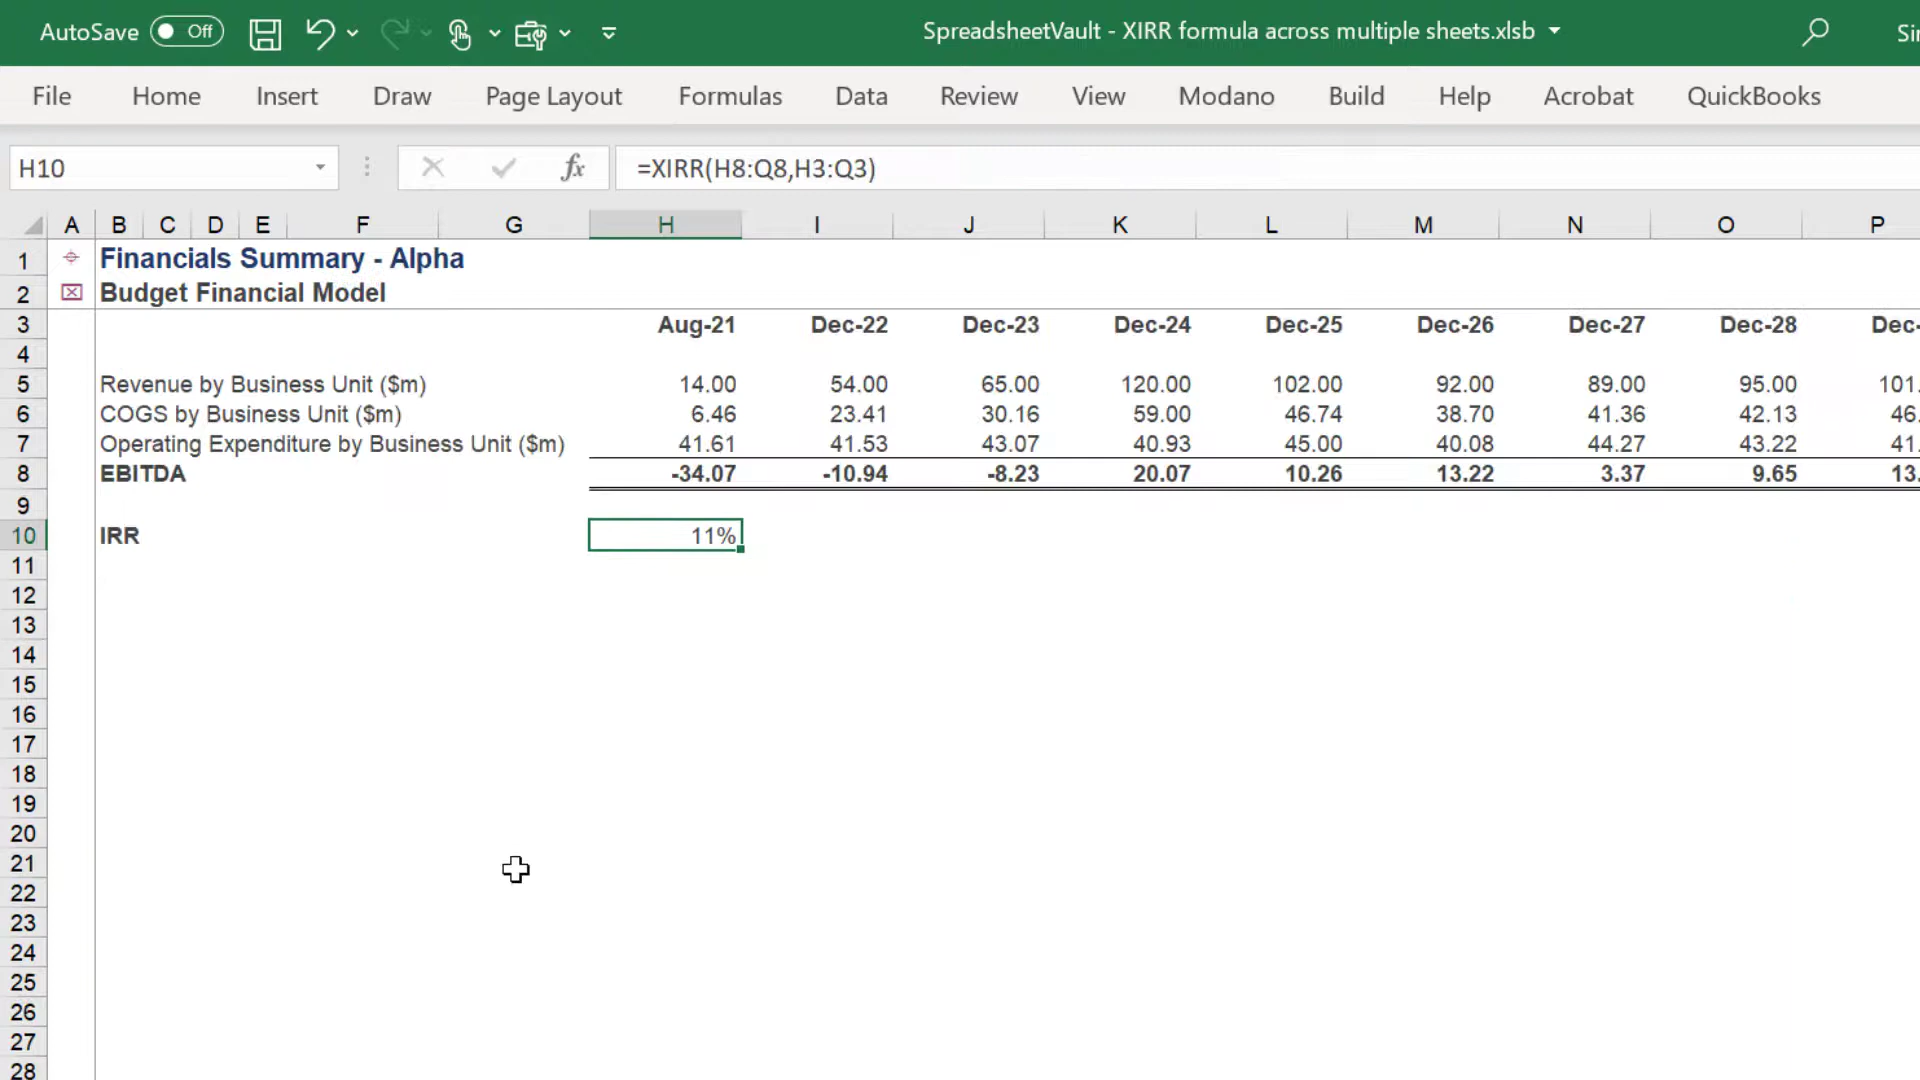 AutoSave Off SpreadsheetVault - XIRR formula across multiple sheets.xlsb
File Home Insert Draw Page Layout Formulas Data Review View Modano Build Help Acrobat QuickBooks
H10 fx =XIRR(H8:Q8,H3:Q3)
A B C D E F G H I J K L M N O P
1 Financials Summary - Alpha
2 Budget Financial Model
3 Aug-21 Dec-22 Dec-23 Dec-24 Dec-25 Dec-26 Dec-27 Dec-28 Dec-
4
5 Revenue by Business Unit ($m) 14.00 54.00 65.00 120.00 102.00 92.00 89.00 95.00 101.
6 COGS by Business Unit ($m) 6.46 23.41 30.16 59.00 46.74 38.70 41.36 42.13 46.
7 Operating Expenditure by Business Unit ($m) 41.61 41.53 43.07 40.93 45.00 40.08 44.27 43.22 41.
8 EBITDA -34.07 -10.94 -8.23 20.07 10.26 13.22 3.37 9.65 13.
9
10 IRR 11%
11
12
13
14
15
16
17
18
19
20
21
22
23
24
25
26
27
28